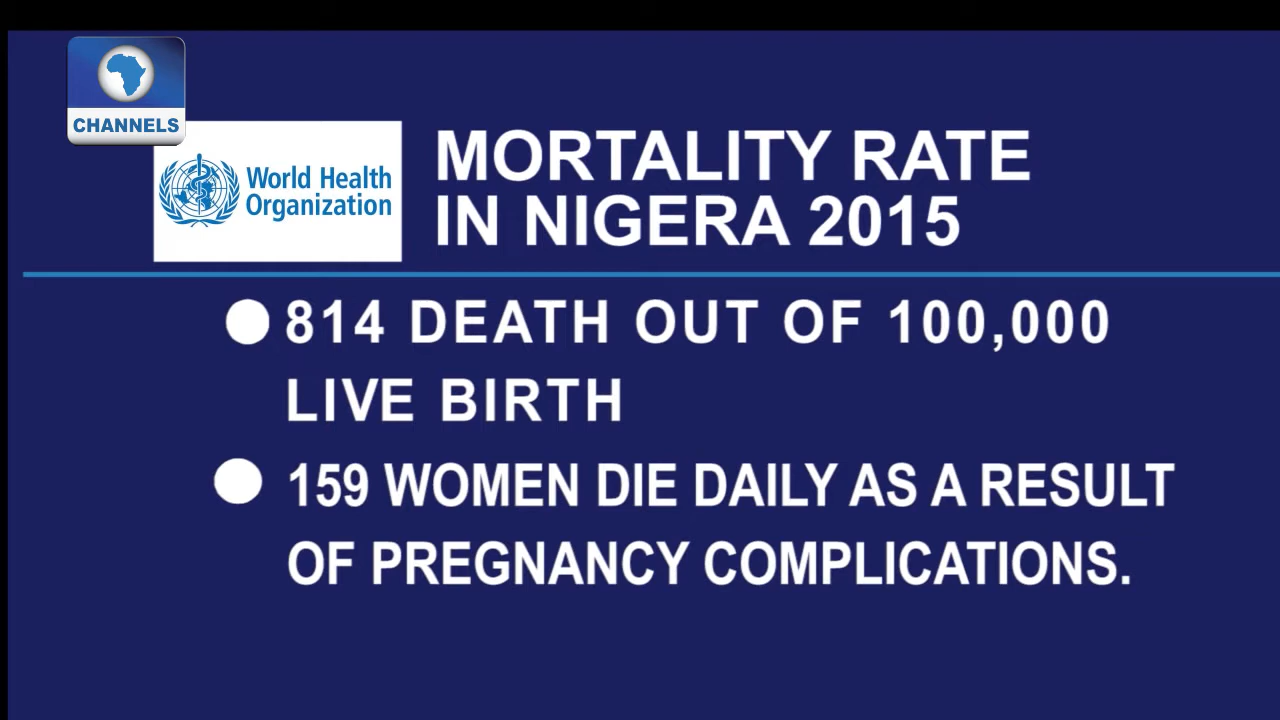 CHANNELS
World Health
Organization
MORTALITY RATE
IN NIGERA 2015
814 DEATH OUT OF 100,000
LIVE BIRTH
159 WOMEN DIE DAILY AS A RESULT
OF PREGNANCY COMPLICATIONS.